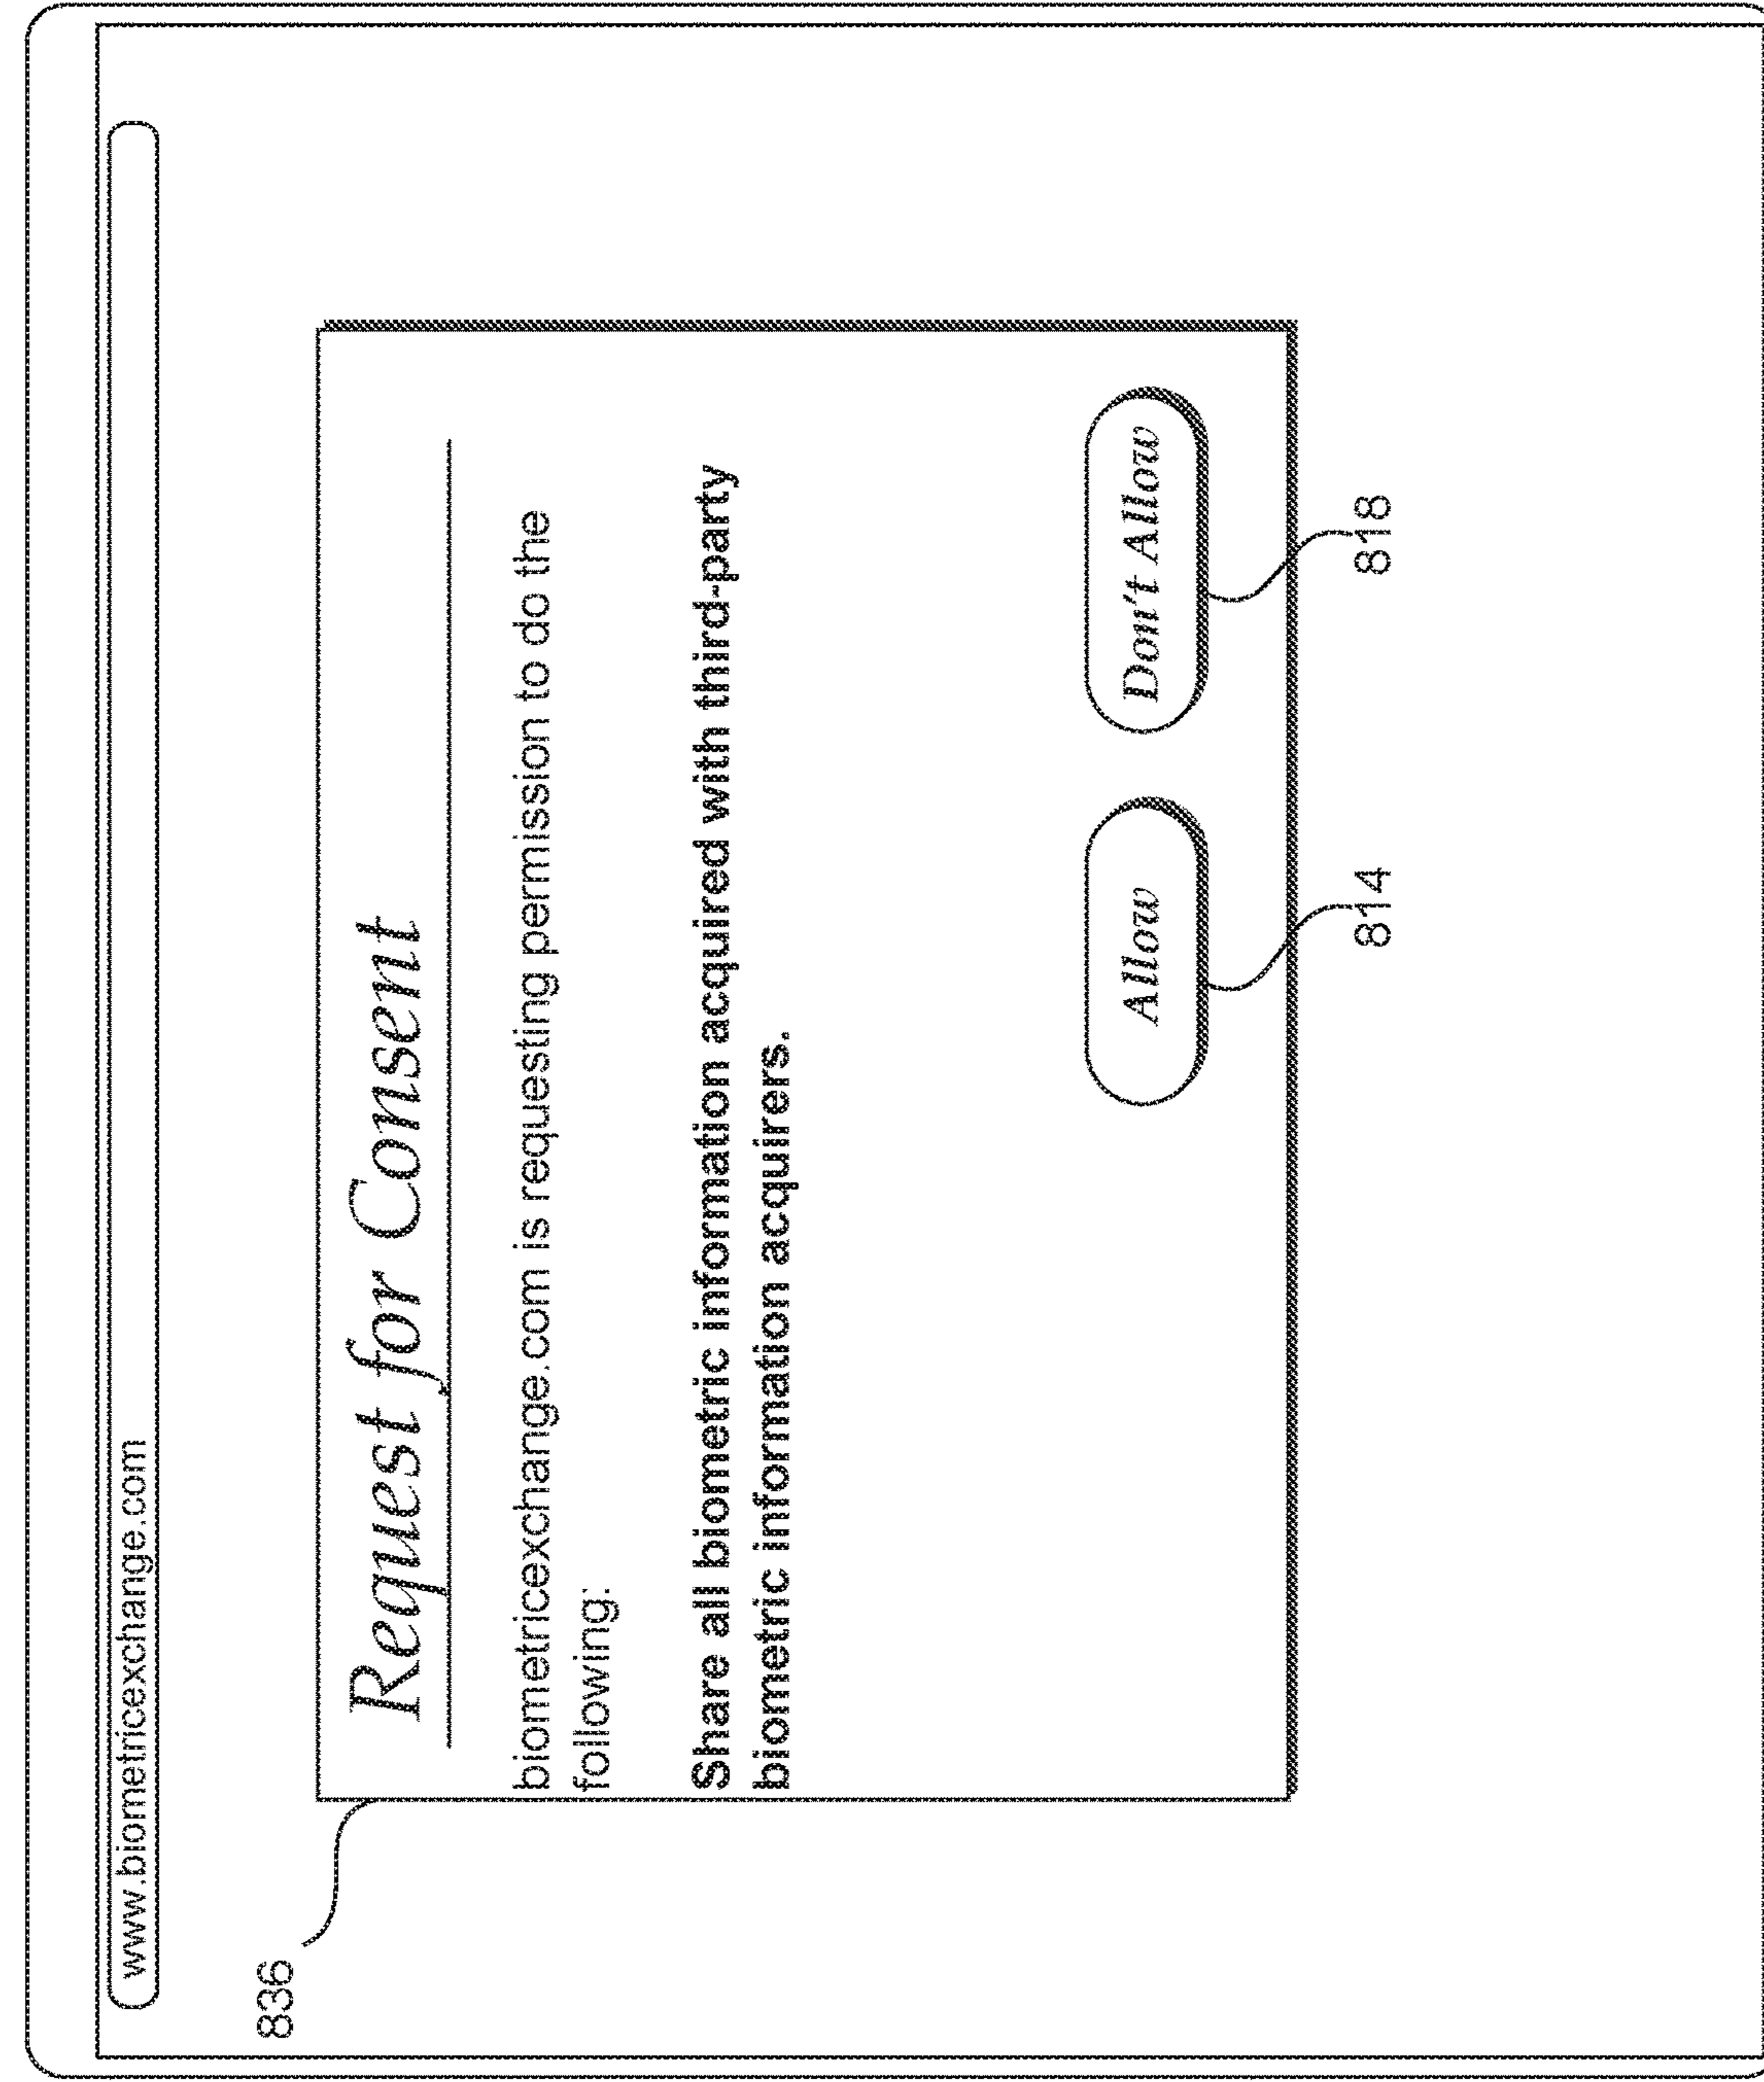 www.biometricexchange.com
836
Request for Consent
biometricexchange.com is requesting permission to do the
following:
Share all biometric information acquired with third-party
biometric information acquirers.
Allow
Don't Allow
814
818